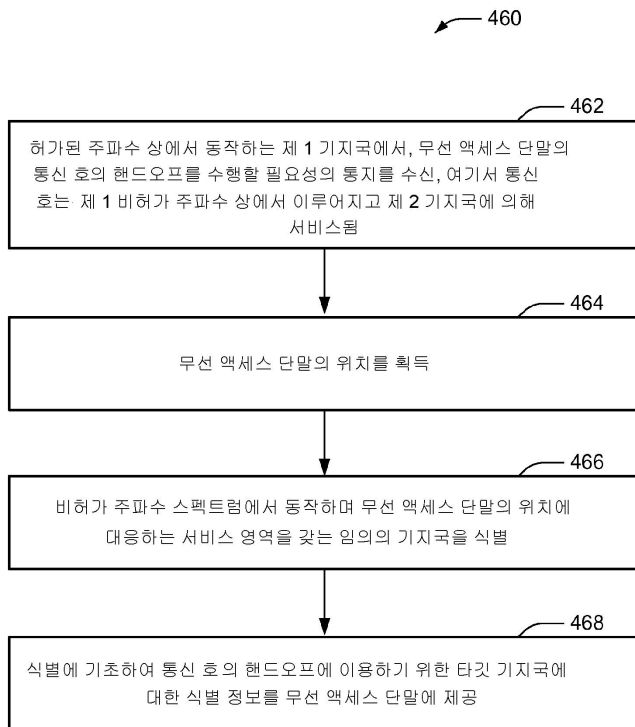 460
462
허가된 주파수 상에서 동작하는 제 1 기지국에서, 무선 액세스 단말의
통신 호의 핸드오프를 수행할 필요성의 통지를 수신, 여기서 통신
호는 제 1 비허가 주파수 상에서 이루어지고 제 2 기지국에 의해
서비스됨
464
무선 액세스 단말의 위치를 획득
466
비허가 주파수 스펙트럼에서 동작하며 무선 액세스 단말의 위치에
대응하는 서비스 영역을 갖는 임의의 기지국을 식별
468
식별에 기초하여 통신 호의 핸드오프에 이용하기 위한 타깃 기지국에
대한 식별 정보를 무선 액세스 단말에 제공